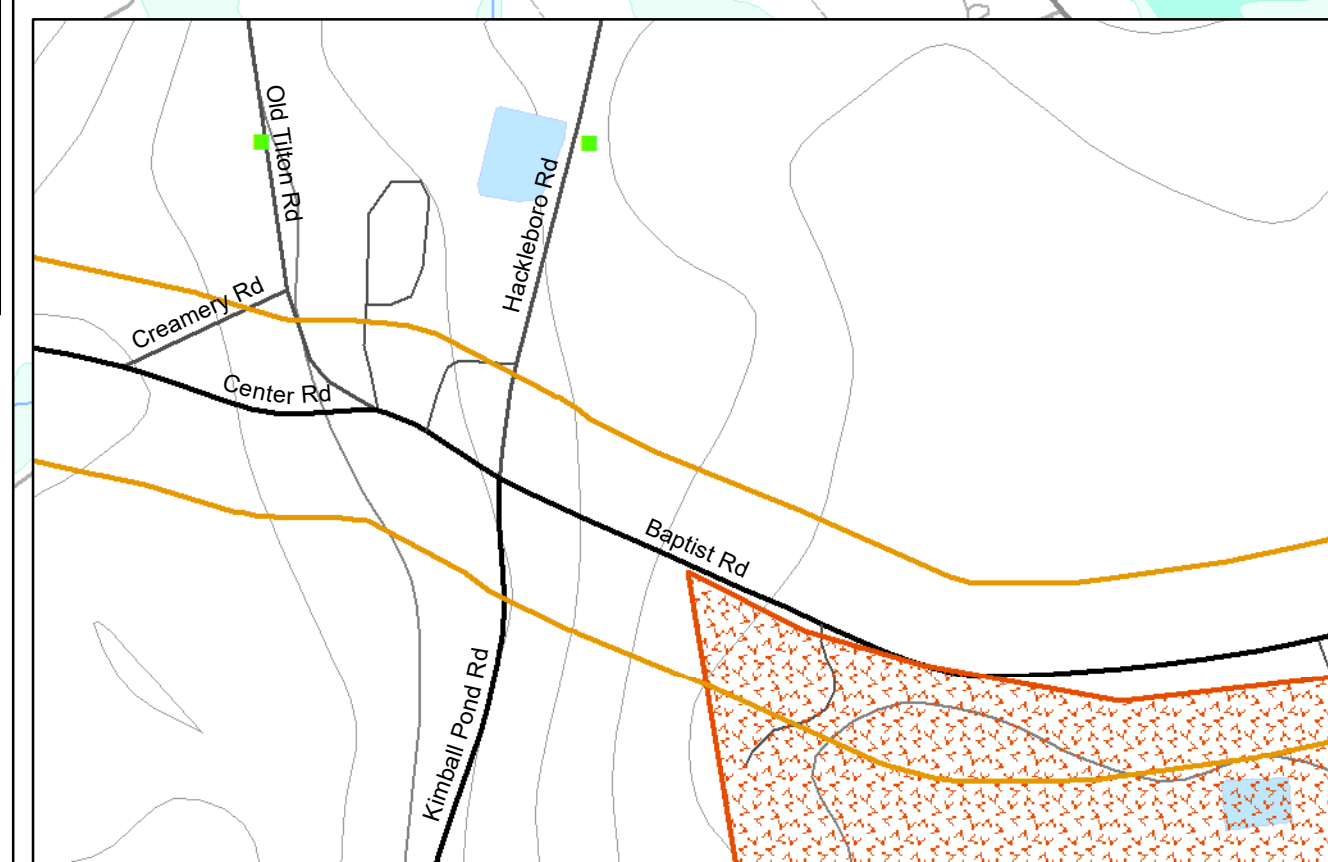 Old Tilton Rd
Hackleboro Rd
Creamery Rd
Center Rd
Baptist Rd
Kimball Pond Rd